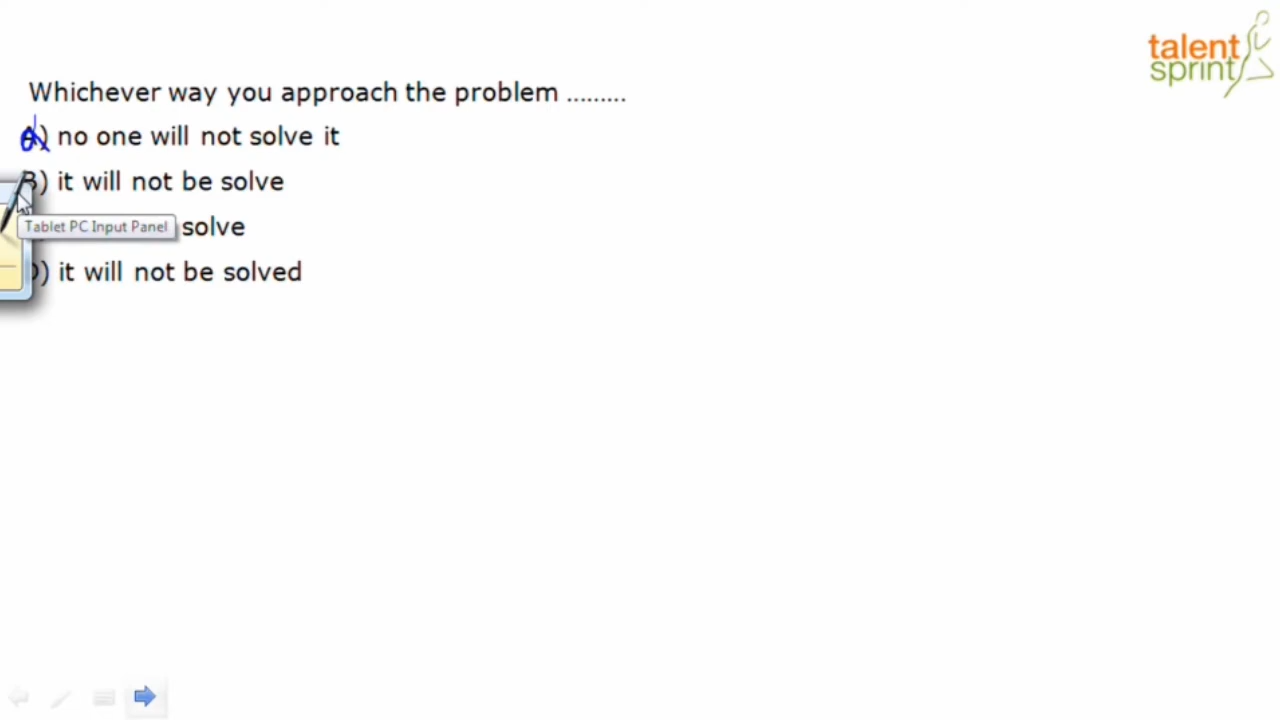 talent
sprint
Whichever way you approach the problem .........
A) no one will not solve it
B) it will not be solve
Tablet PC Input Panel
solve
D) it will not be solved